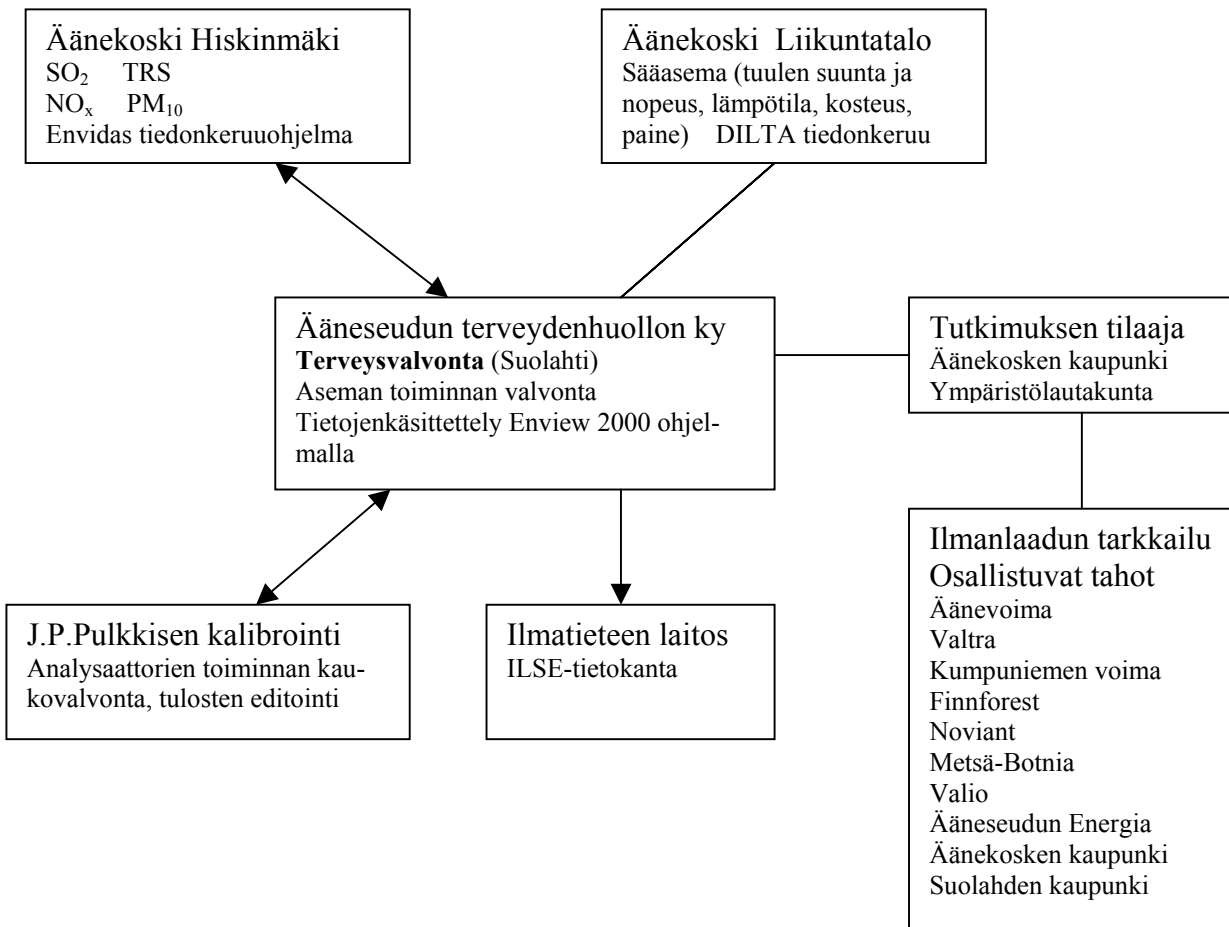 Äänekoski Hiskinmäki
SO₂ TRS
NOₓ PM₁₀
Envidas tiedonkeruuohjelma
Äänekoski Liikuntatalo
Sääasema (tuulen suunta ja
nopeus, lämpötila, kosteus,
paine) DILTA tiedonkeruu
Ääneseudun terveydenhuollon ky
Terveysvalvonta (Suolahti)
Aseman toiminnan valvonta
Tietojenkäsittettely Enview 2000 ohjel-
malla
Tutkimuksen tilaaja
Äänekosken kaupunki
Ympäristölautakunta
J.P.Pulkkisen kalibrointi
Analysaattorien toiminnan kau-
kovalvonta, tulosten editointi
Ilmatieteen laitos
ILSE-tietokanta
Ilmanlaadun tarkkailu
Osallistuvat tahot
Äänevoima
Valtra
Kumpuniemen voima
Finnforest
Noviant
Metsä-Botnia
Valio
Ääneseudun Energia
Äänekosken kaupunki
Suolahden kaupunki